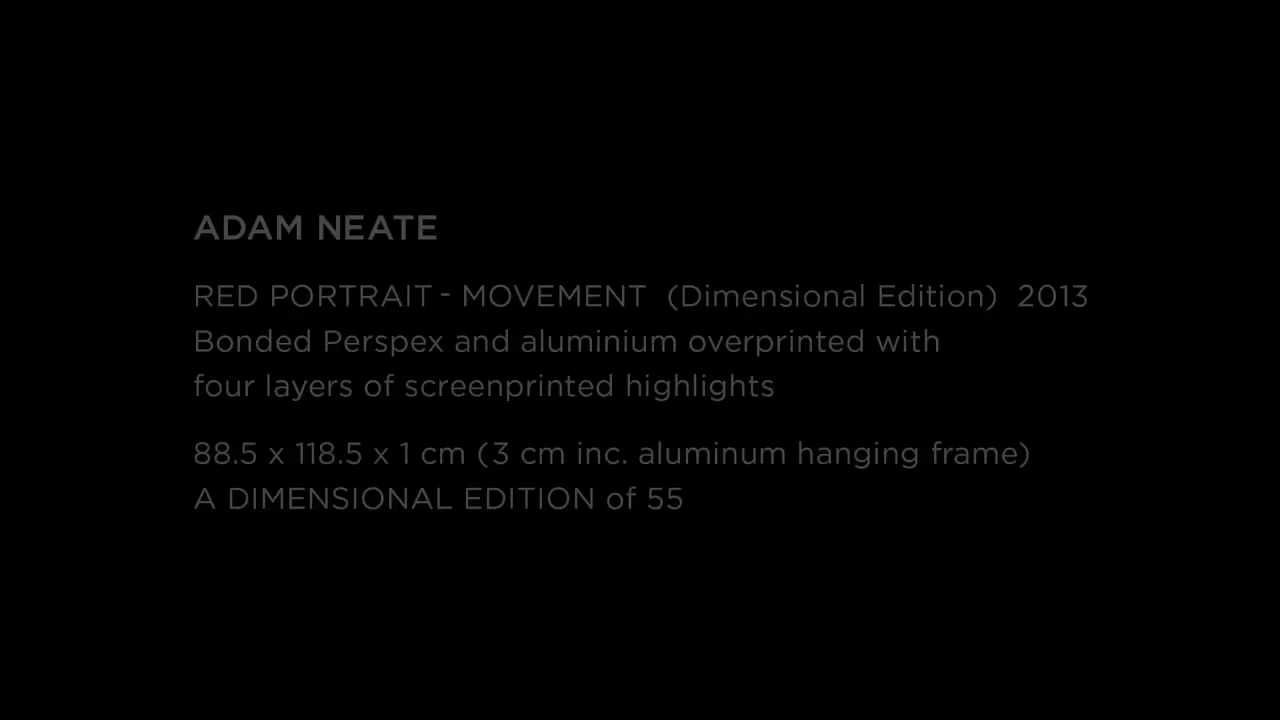 ADAM NEATE
RED PORTRAIT - MOVEMENT (Dimensional Edition) 2013
Bonded Perspex and aluminium overprinted with
four layers of screenprinted highlights
88.5 x 118.5 x 1 cm (3 cm inc. aluminum hanging frame)
A DIMENSIONAL EDITION of 55